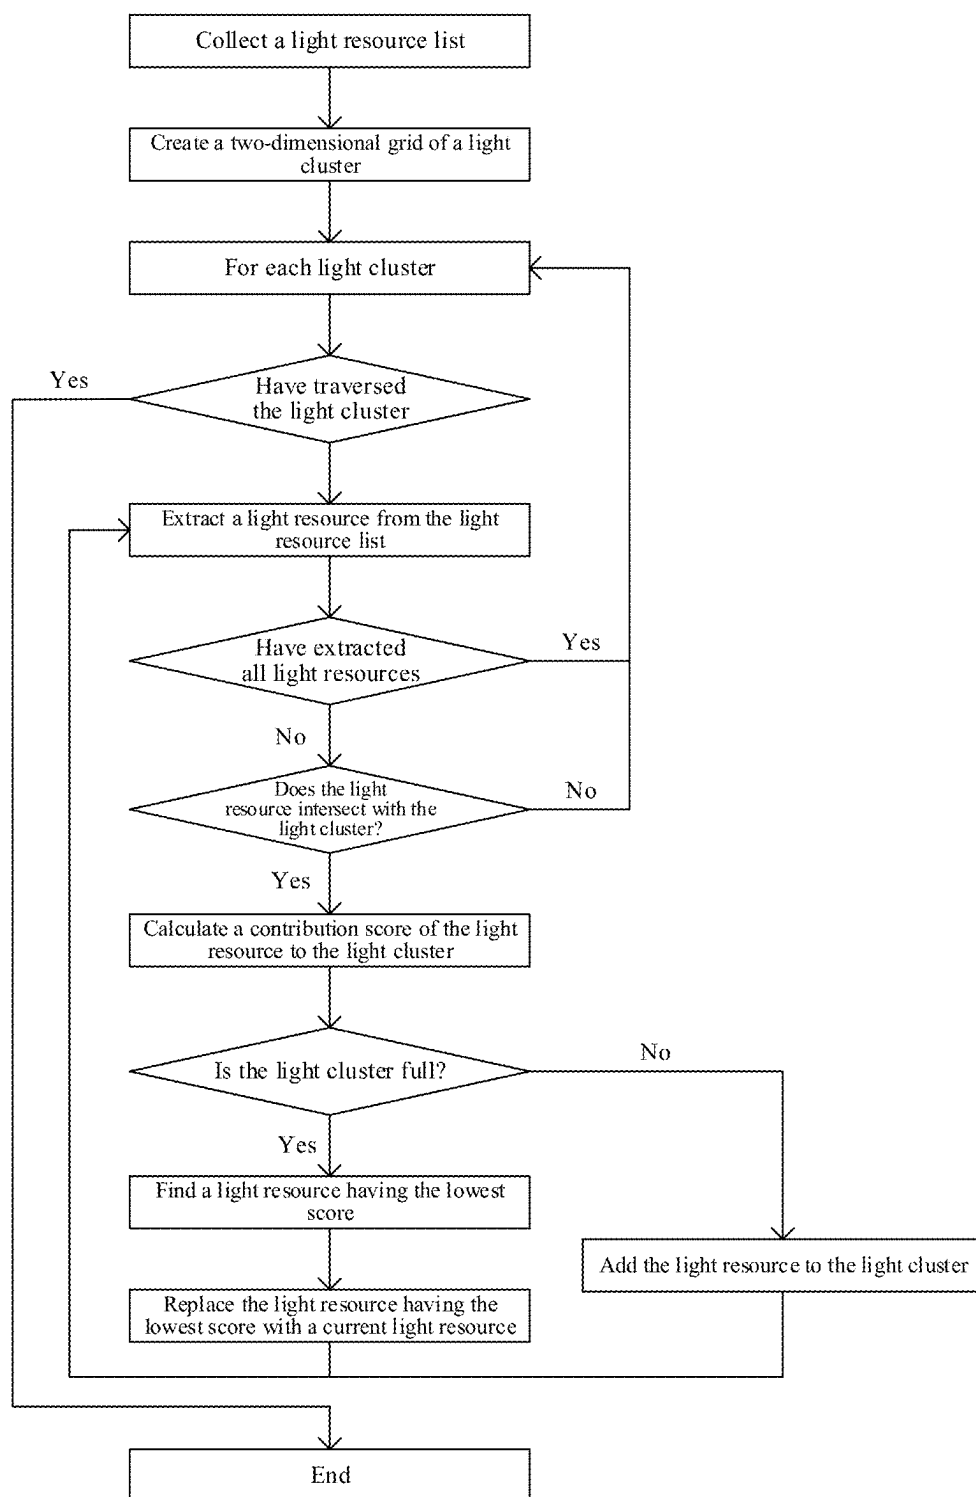 Collect a light resource list
Create a two-dimensional grid of a light
cluster
For each light cluster
Yes
Have traversed
the light cluster
Extract a light resource from the light
resource list
Have extracted
all light resources
Yes
No
Does the light
resource intersect with the
light cluster?
No
Yes
Calculate a contribution score of the light
resource to the light cluster
Is the light cluster full?
No
Yes
Find a light resource having the lowest
score
Add the light resource to the light cluster
Replace the light resource having the
lowest score with a current light resource
End